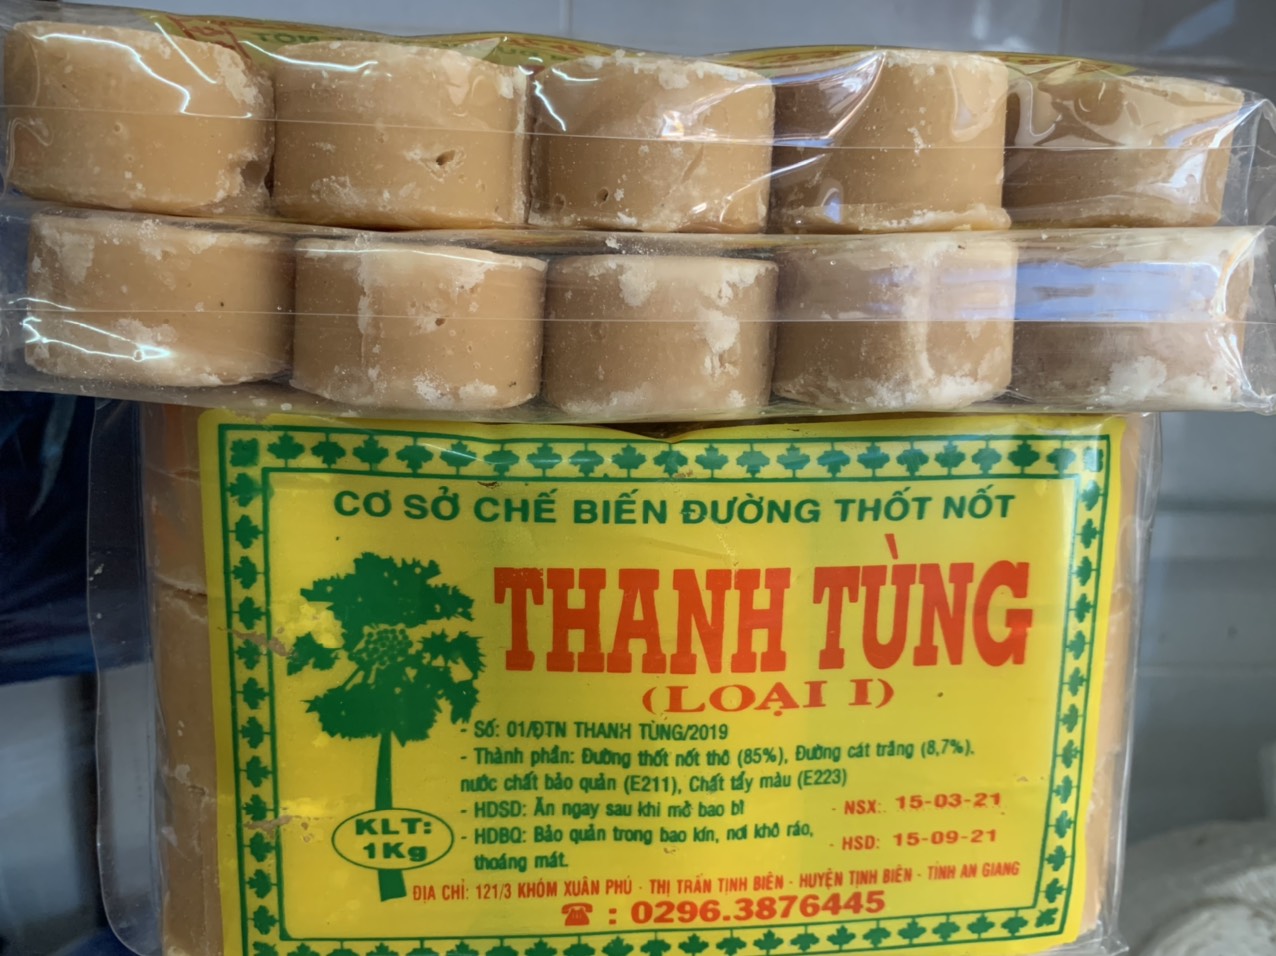 CƠ SỞ CHẾ BIẾN ĐƯỜNG THỐT NỐT
THANH TÙNG
(LOẠI I)
- Số: 01/ĐTN THANH TÙNG/2019
- Thành phần: Đường thốt nốt thô (85%), Đường cát trắng (8,7%).
nước chất bảo quản (E211), Chất tẩy màu (E223)
- HDSD: Ăn ngay sau khi mở bao bì
- NSX: 15-03-21
- HDBQ: Bảo quản trong bao kín, nơi khô ráo,
thoáng mát.
- HSD: 15-09-21
KLT:
1Kg
ĐỊA CHỈ: 121/3 KHÓM XUÂN PHÚ - THỊ TRẤN TỊNH BIÊN - HUYỆN TỊNH BIÊN - TỈNH AN GIANG
☎ : 0296.3876445